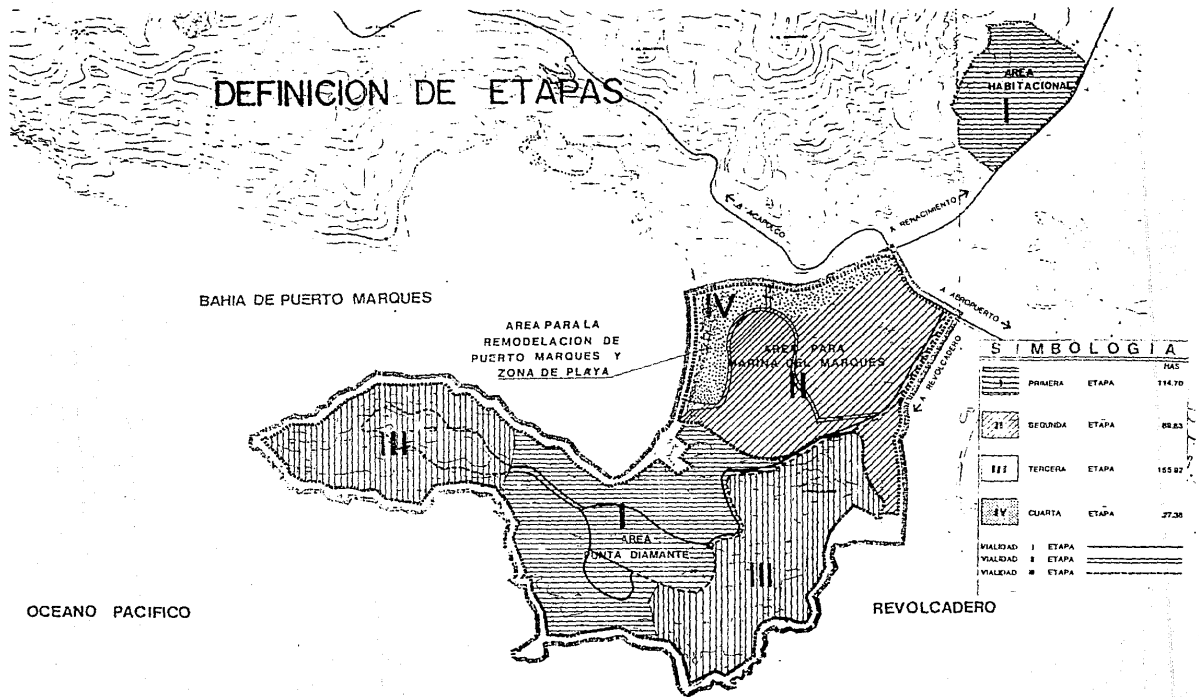 DEFINICION DE ETAPAS
AREA
HABITACIONAL
I
A ACAPULCO
A RENACIMIENTO
A AEROPUERTO
A REVOLCADERO
BAHIA DE PUERTO MARQUES
AREA PARA LA
REMODELACION DE
PUERTO MARQUES Y
ZONA DE PLAYA
IV
AREA PARA
MARINA DEL MARQUES
II
III
I
AREA
PUNTA DIAMANTE
III
OCEANO PACIFICO
REVOLCADERO
SIMBOLOGIA
HAS
I PRIMERA ETAPA 114.70
II SEGUNDA ETAPA
III TERCERA ETAPA
IV CUARTA ETAPA 27.38
VIALIDAD I ETAPA
VIALIDAD II ETAPA
VIALIDAD III ETAPA